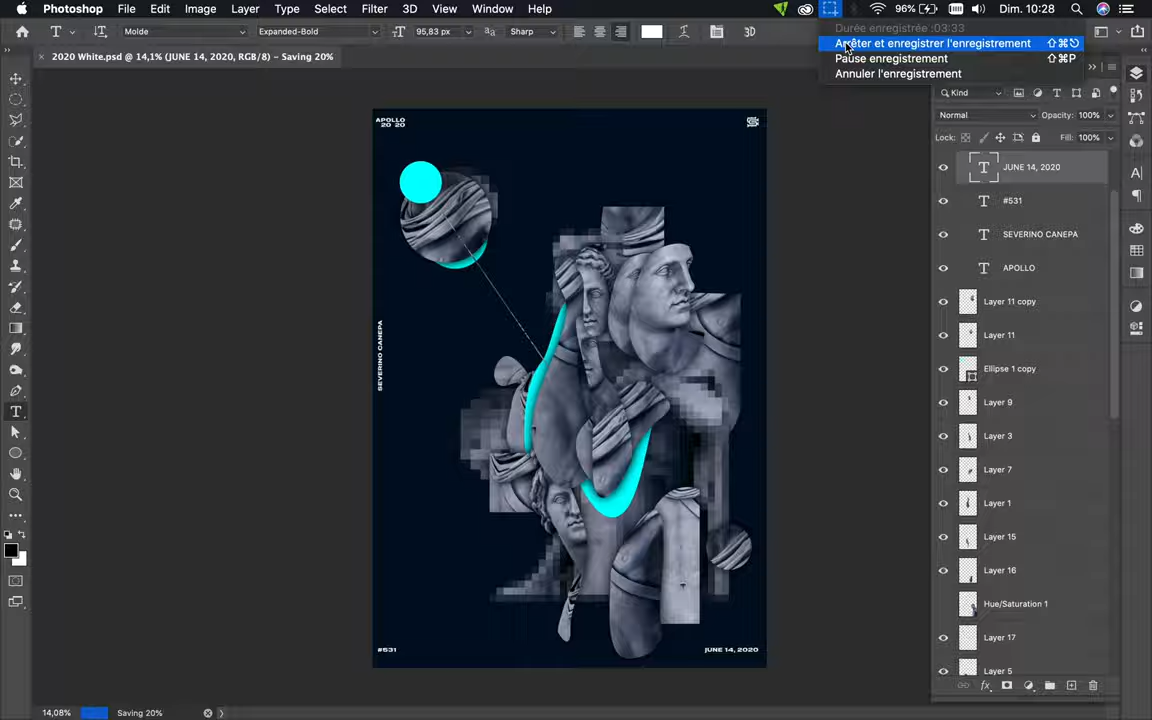 Photoshop File Edit Image Layer Type Select Filter 3D View Window Help 96% Dim. 10:28
Durée enregistrée :03:33
Arrêter et enregistrer l'enregistrement
Pause enregistrement ⇧⌘P
Annuler l'enregistrement
T Molde Expanded-Bold T 95,83 px aa Sharp 3D
2020 White.psd @ 14,1% (JUNE 14, 2020, RGB/8) – Saving 20%
Kind
Normal Opacity: 100%
Lock: Fill: 100%
T JUNE 14, 2020
T #531
T SEVERINO CANEPA
T APOLLO
Layer 11 copy
Layer 11
Ellipse 1 copy
Layer 9
Layer 3
Layer 7
Layer 1
Layer 15
Layer 16
Hue/Saturation 1
Layer 17
Layer 5
APOLLO
20 20
SEVERINO CANEPA
#531
JUNE 14, 2020
14,08% Saving 20%